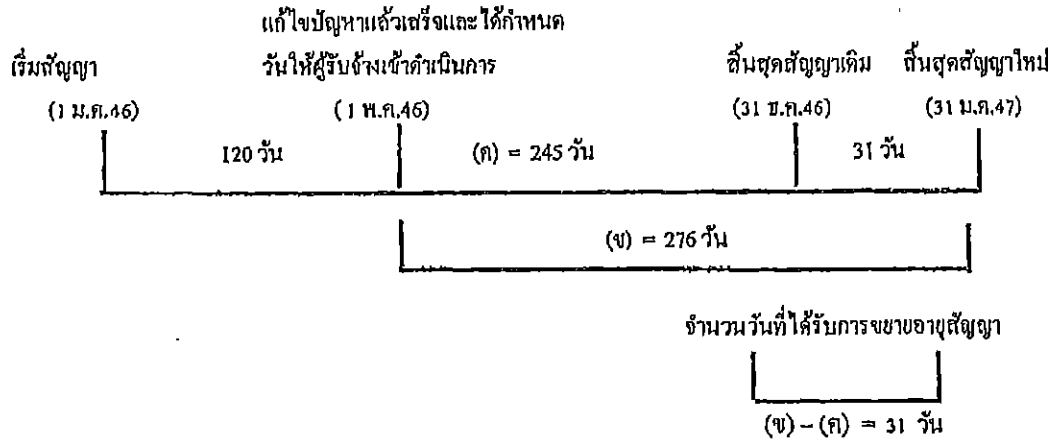 แก้ไขปัญหาแล้วเสร็จและได้กำหนด
เริ่มสัญญา วันให้ผู้รับจ้างเข้าดำเนินการ สิ้นสุดสัญญาเดิม สิ้นสุดสัญญาใหม่
(1 ม.ค.46) (1 พ.ค.46) (31 ธ.ค.46) (31 ม.ค.47)
120 วัน (ค) = 245 วัน 31 วัน
(ข) = 276 วัน
จำนวนวันที่ได้รับการขยายอายุสัญญา
(ข) – (ค) = 31 วัน